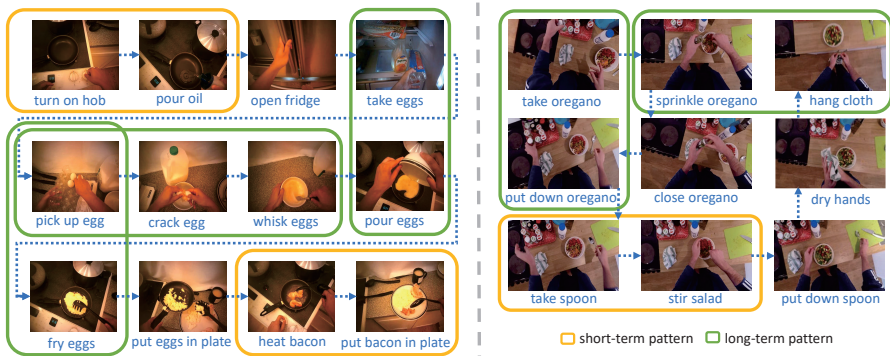 turn on hob
pour oil
open fridge
take eggs
pick up egg
crack egg
whisk eggs
pour eggs
fry eggs
put eggs in plate
heat bacon
put bacon in plate
take oregano
sprinkle oregano
hang cloth
put down oregano
close oregano
dry hands
take spoon
stir salad
put down spoon
short-term pattern
long-term pattern